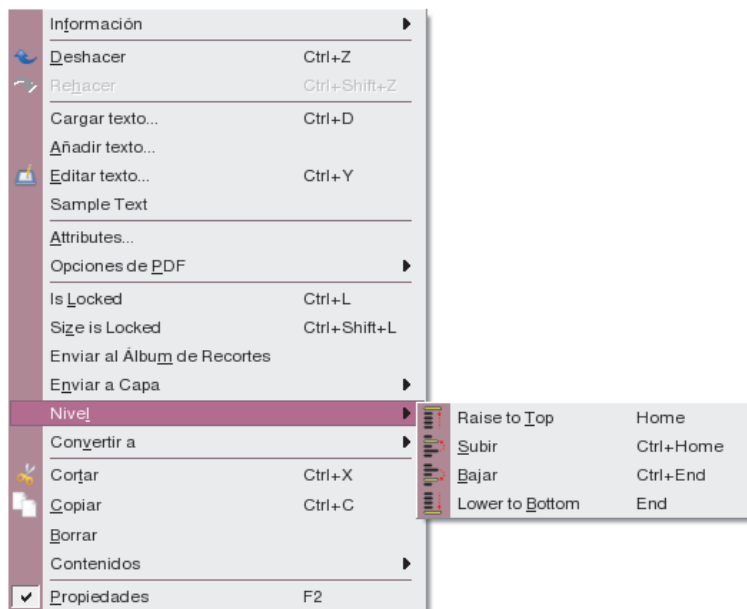 Información
Deshacer Ctrl+Z
Rehacer Ctrl+Shift+Z
Cargar texto... Ctrl+D
Añadir texto...
Editar texto... Ctrl+Y
Sample Text
Attributes...
Opciones de PDF
Is Locked Ctrl+L
Size is Locked Ctrl+Shift+L
Enviar al Álbum de Recortes
Enviar a Capa
Nivel
Raise to Top Home
Convertir a
Subir Ctrl+Home
Cortar Ctrl+X
Bajar Ctrl+End
Copiar Ctrl+C
Lower to Bottom End
Borrar
Contenidos
Propiedades F2